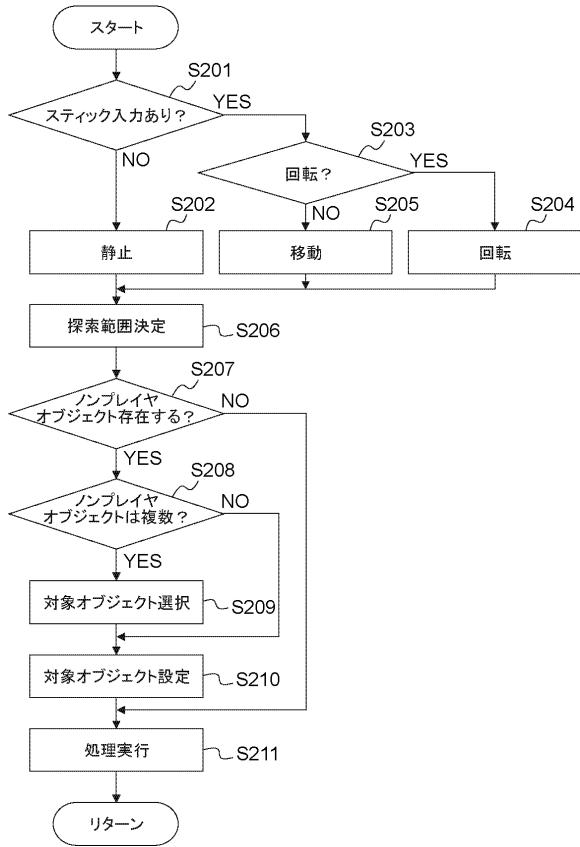 スタート
S201
スティック入力あり？
YES
NO
S203
回転？
YES
NO
S202
静止
S205
移動
S204
回転
探索範囲決定
S206
S207
ノンプレイヤ
オブジェクト存在する？
NO
YES
S208
ノンプレイヤ
オブジェクトは複数？
NO
YES
対象オブジェクト選択
S209
対象オブジェクト設定
S210
処理実行
S211
リターン